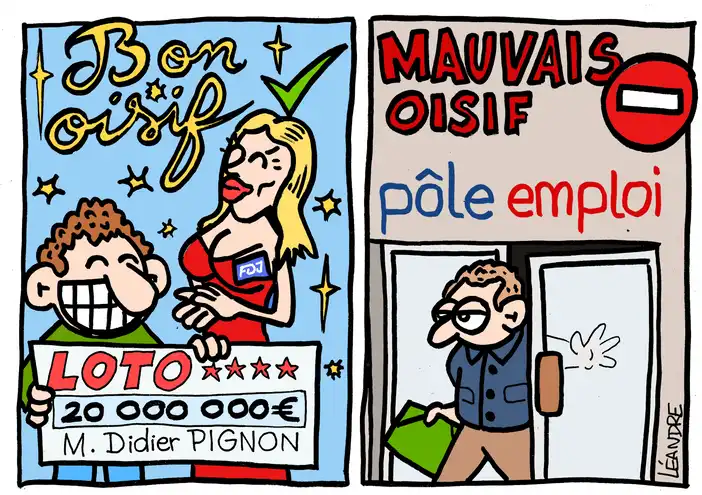 Bon
oisif
FDJ
LOTO
20 000 000€
M. Didier PIGNON
MAUVAIS
OISIF
pôle emploi
LÉANDRE